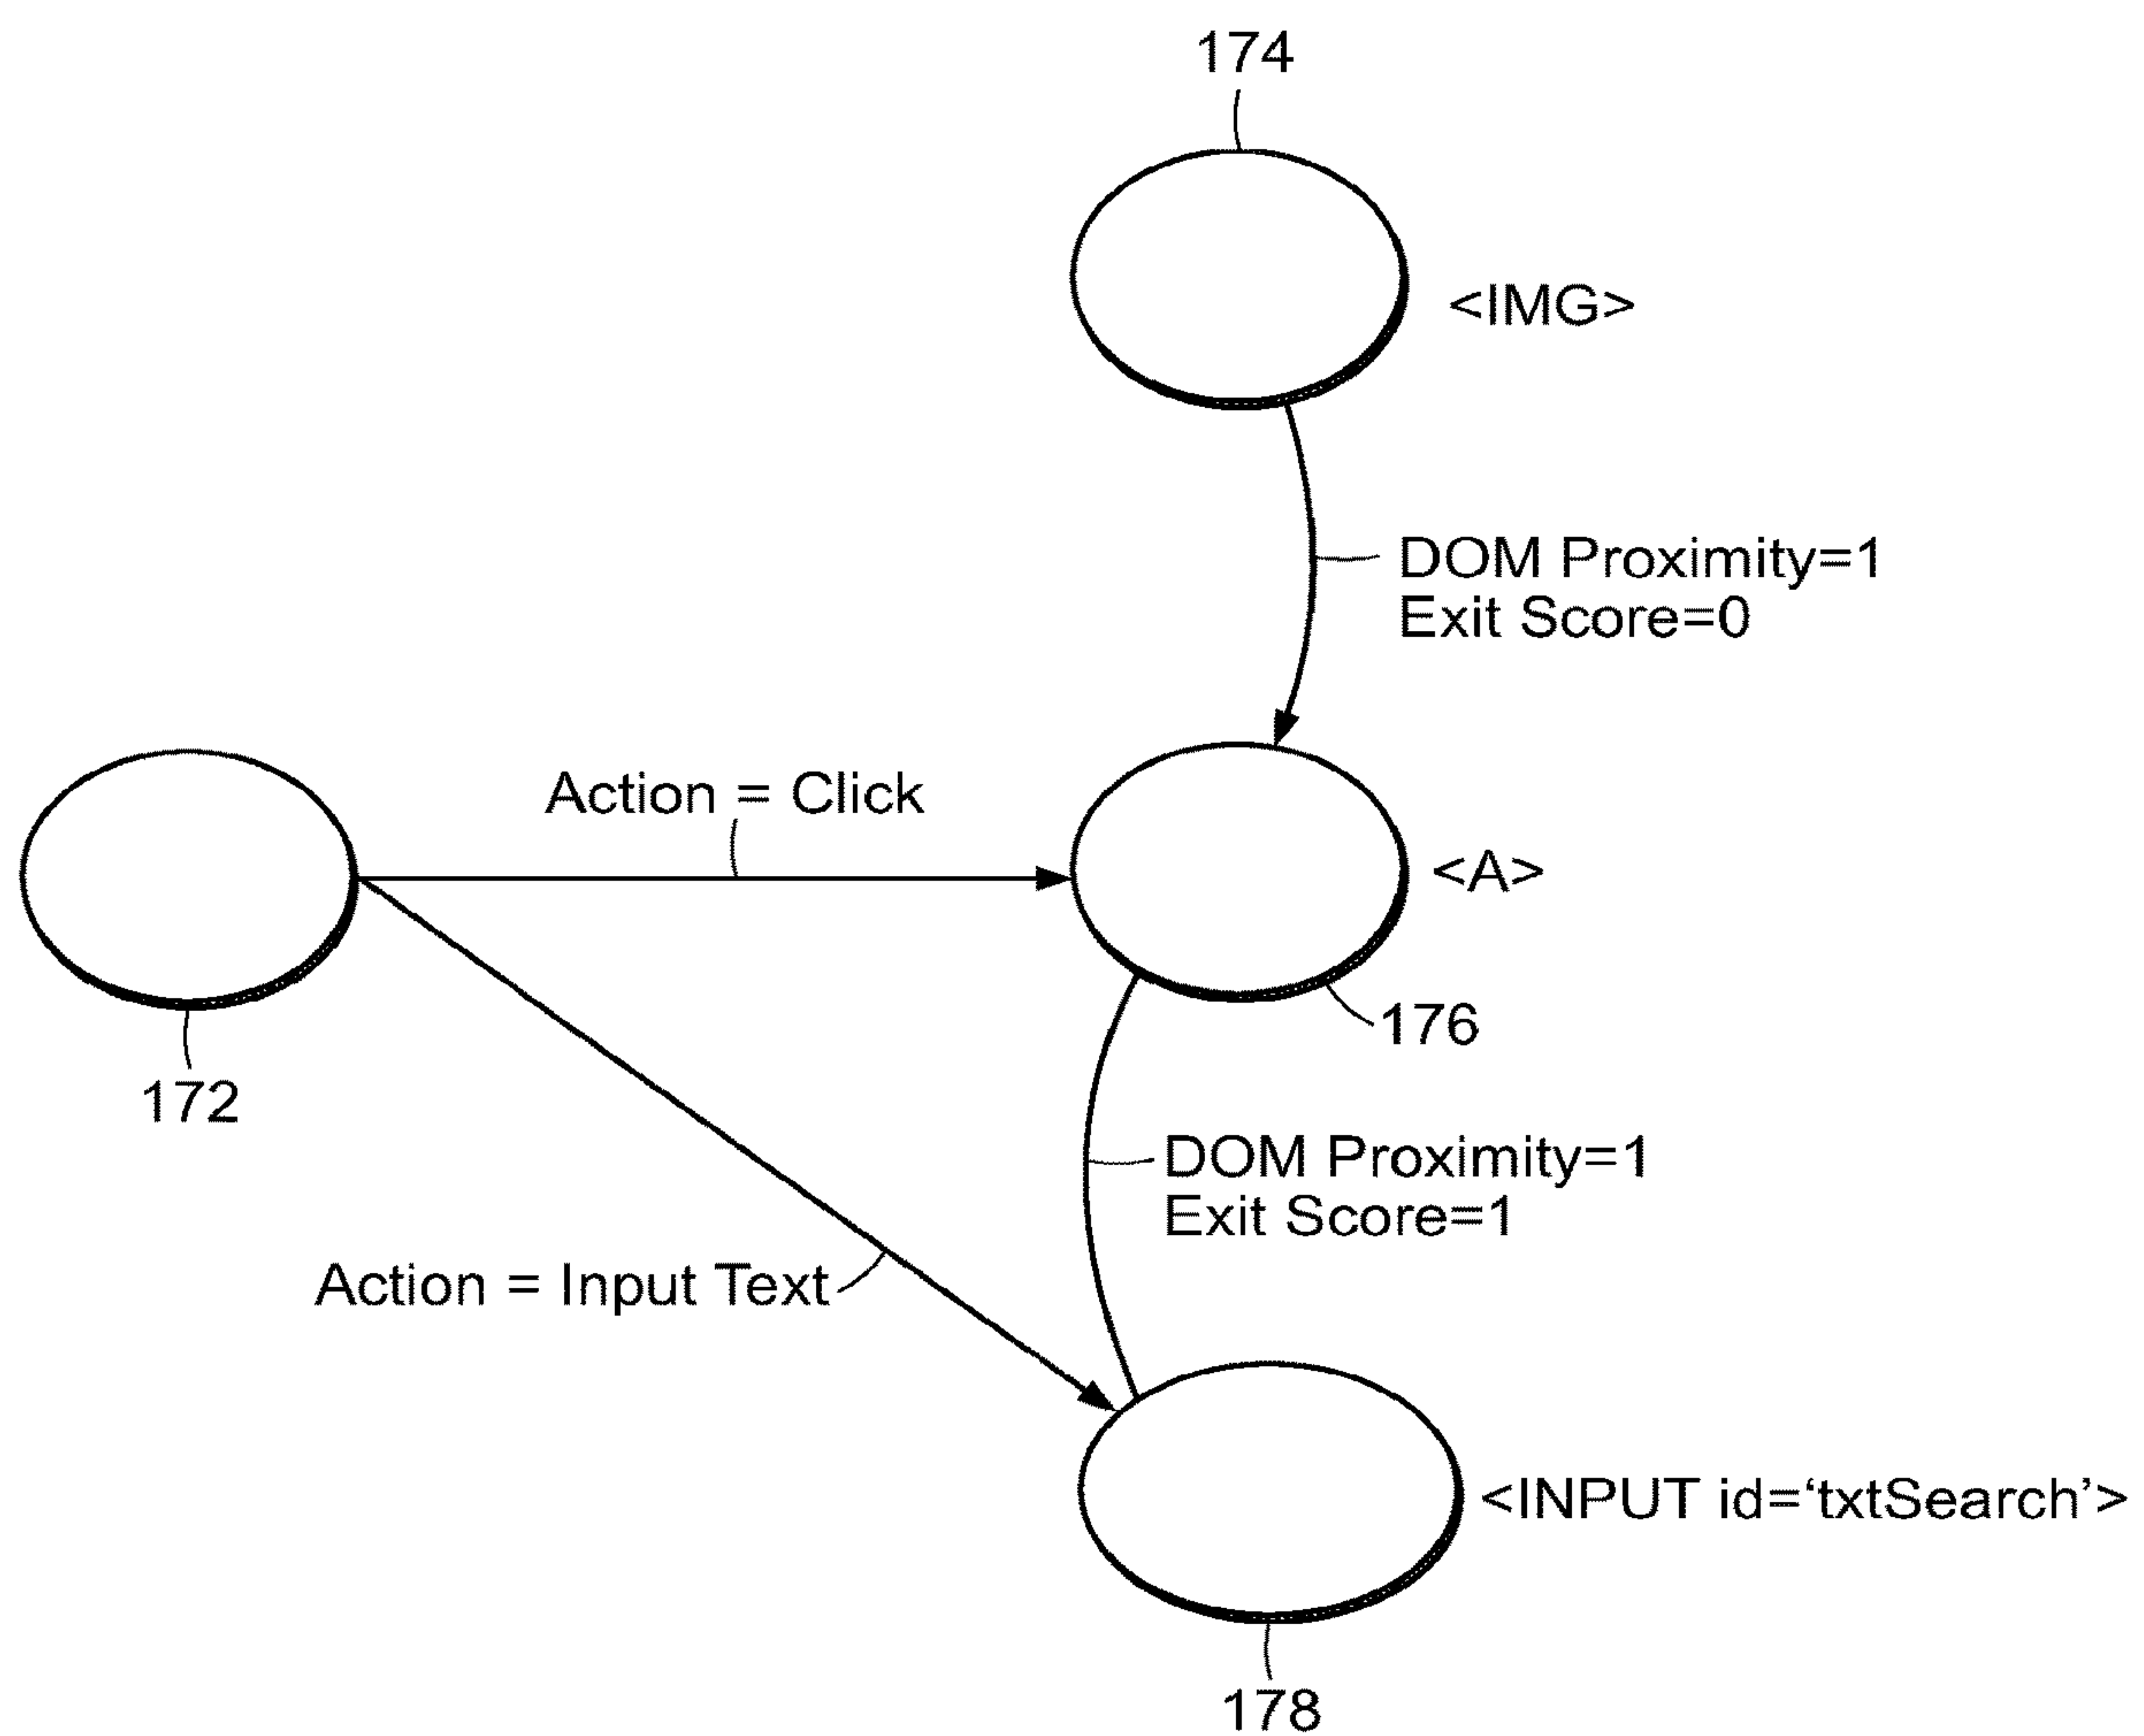 174
<IMG>
DOM Proximity=1
Exit Score=0
Action = Click
<A>
176
172
DOM Proximity=1
Exit Score=1
Action = Input Text
<INPUT id=‘txtSearch’>
178